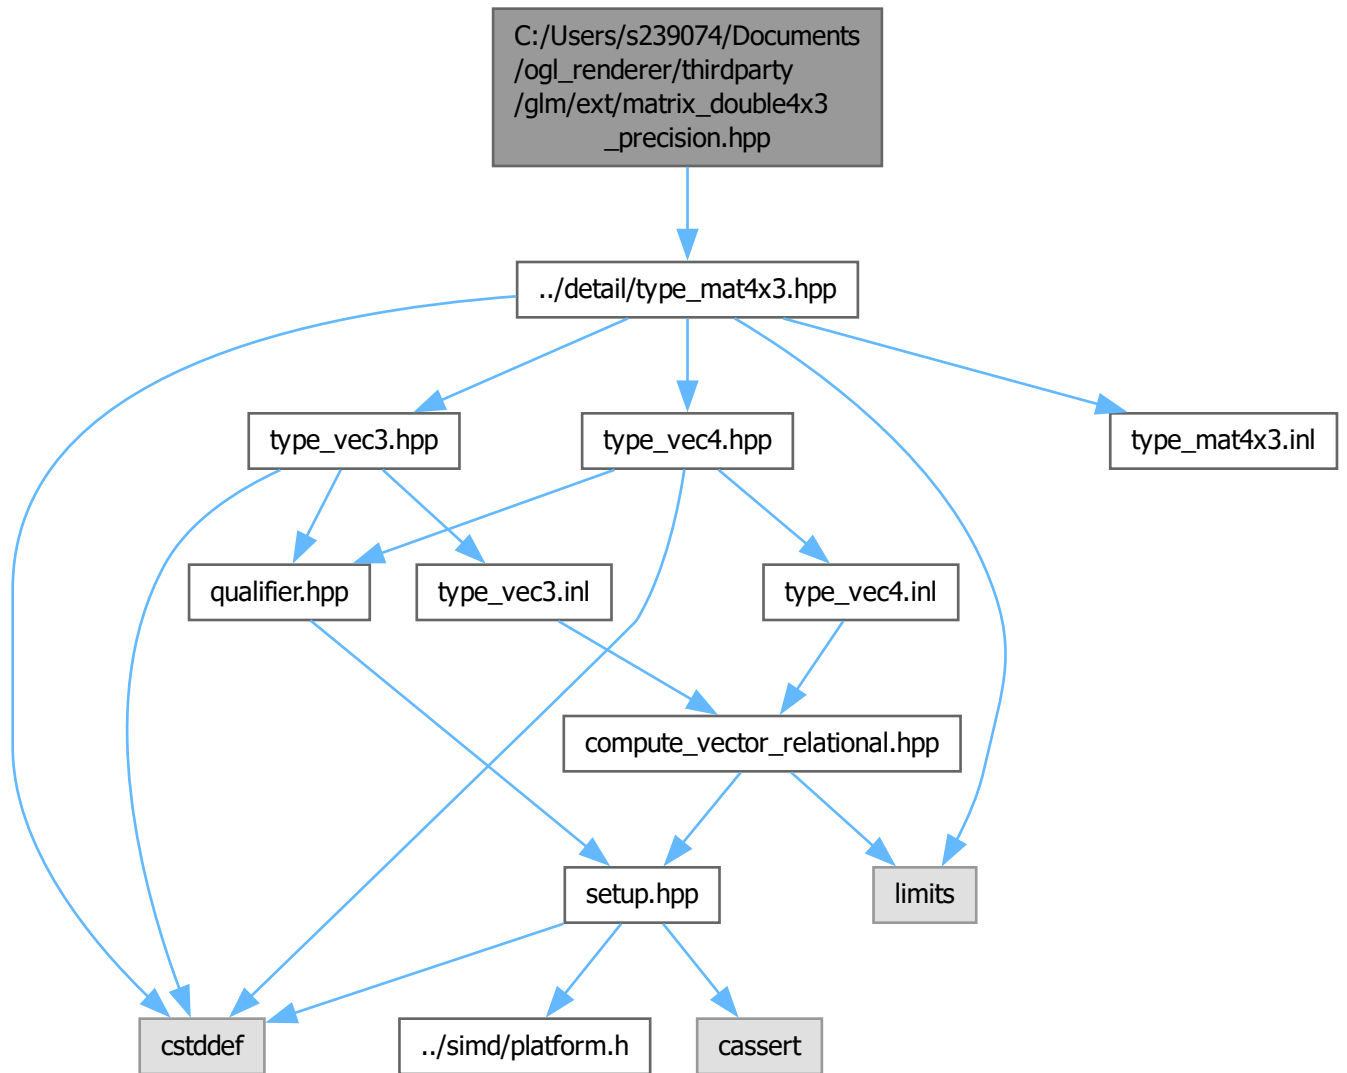 C:/Users/s239074/Documents
/ogl_renderer/thirdparty
/glm/ext/matrix_double4x3
_precision.hpp
../detail/type_mat4x3.hpp
type_vec3.hpp
type_vec4.hpp
type_mat4x3.inl
qualifier.hpp
type_vec3.inl
type_vec4.inl
compute_vector_relational.hpp
setup.hpp
limits
cstddef
../simd/platform.h
cassert